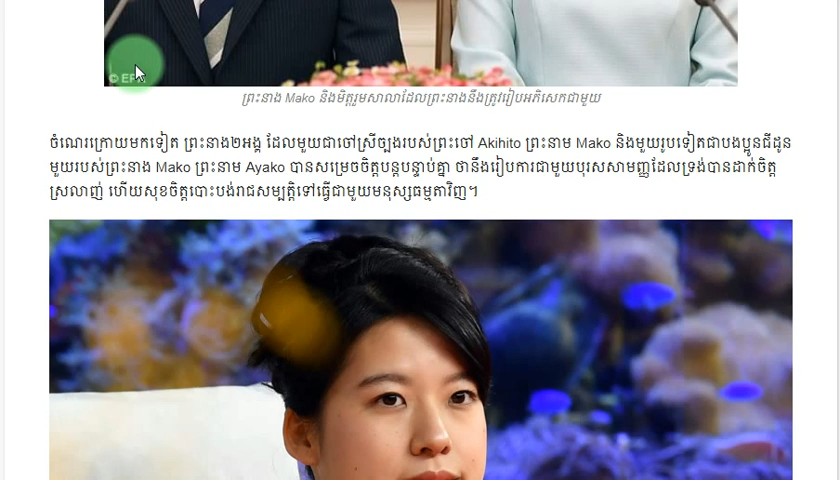 © EP
ព្រះនាង Mako និងមិត្តរួមសាលាដែលព្រះនាងនឹងត្រូវរៀបអភិសេកជាមួយ
ចំណេរក្រោយមកទៀត ព្រះនាង២អង្គ ដែលមួយជាចៅស្រីច្បងរបស់ព្រះចៅ Akihito ព្រះនាម Mako និងមួយរូបទៀតជាបងប្អូនជីដូន
មួយរបស់ព្រះនាង Mako ព្រះនាម Ayako បានសម្រេចចិត្តបន្តបន្ទាប់គ្នា ថានឹងរៀបការជាមួយបុរសសាមញ្ញដែលទ្រង់បានដាក់ចិត្ត
ស្រលាញ់ ហើយសុខចិត្តបោះបង់រាជសម្បត្តិទៅធ្វើជាមួយមនុស្សធម្មតាវិញ។